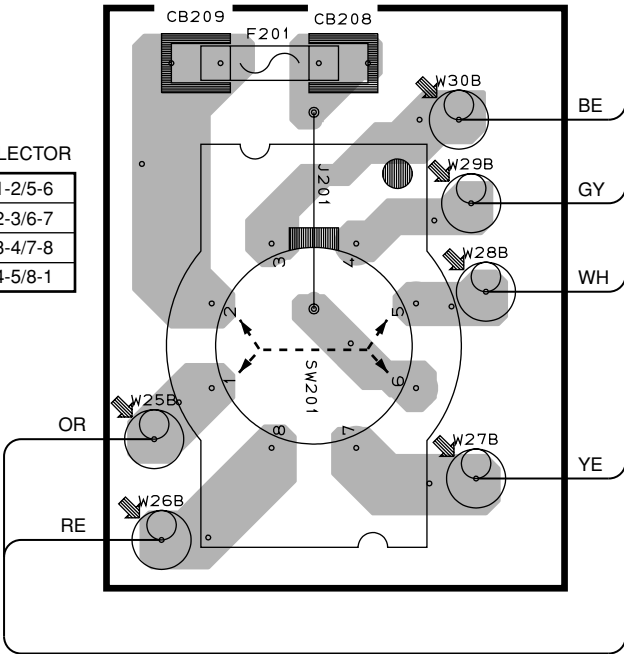 CB209
CB208
F201
W30B
BE
LECTOR
J201
W29B
GY
-2/5-6
2-3/6-7
3-4/7-8
4-5/8-1
3
4
W28B
WH
2
5
1
6
SW201
W25B
OR
8
7
W27B
YE
W26B
RE